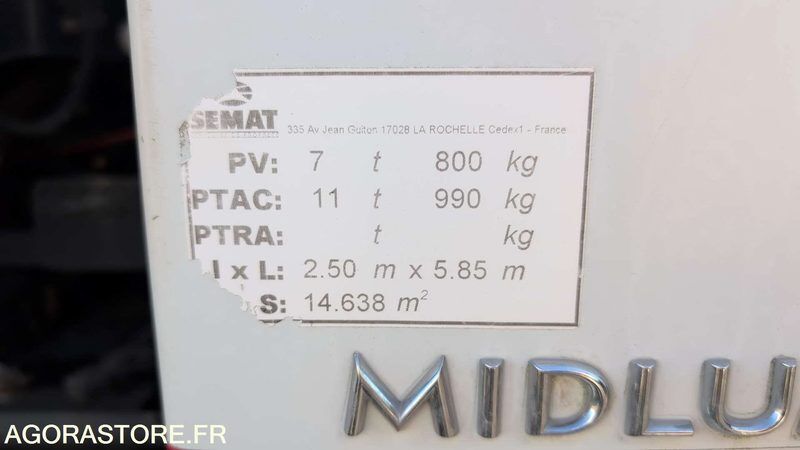 SEMAT
335 Av Jean Guiton 17028 LA ROCHELLE Cedex1 - France
PV: 7 t 800 kg
PTAC: 11 t 990 kg
PTRA: t kg
l x L: 2.50 m x 5.85 m
S: 14.638 m²
MIDLU
AGORASTORE.FR